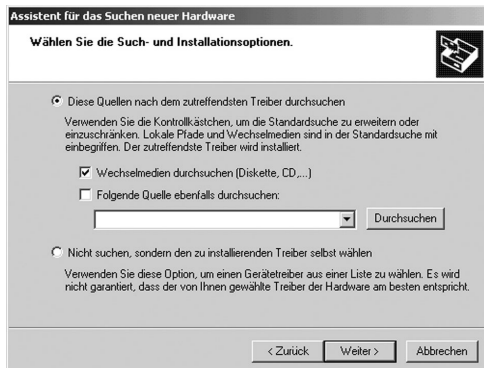 Assistent für das Suchen neuer Hardware
Wählen Sie die Such- und Installationsoptionen.
Diese Quellen nach dem zutreffendsten Treiber durchsuchen
Verwenden Sie die Kontrollkästchen, um die Standardsuche zu erweitern oder
einzuschränken. Lokale Pfade und Wechselmedien sind in der Standardsuche mit
einbegriffen. Der zutreffendste Treiber wird installiert.
Wechselmedien durchsuchen (Diskette, CD,...)
Folgende Quelle ebenfalls durchsuchen:
Durchsuchen
Nicht suchen, sondern den zu installierenden Treiber selbst wählen
Verwenden Sie diese Option, um einen Gerätetreiber aus einer Liste zu wählen. Es wird
nicht garantiert, dass der von Ihnen gewählte Treiber der Hardware am besten entspricht.
< Zurück Weiter > Abbrechen